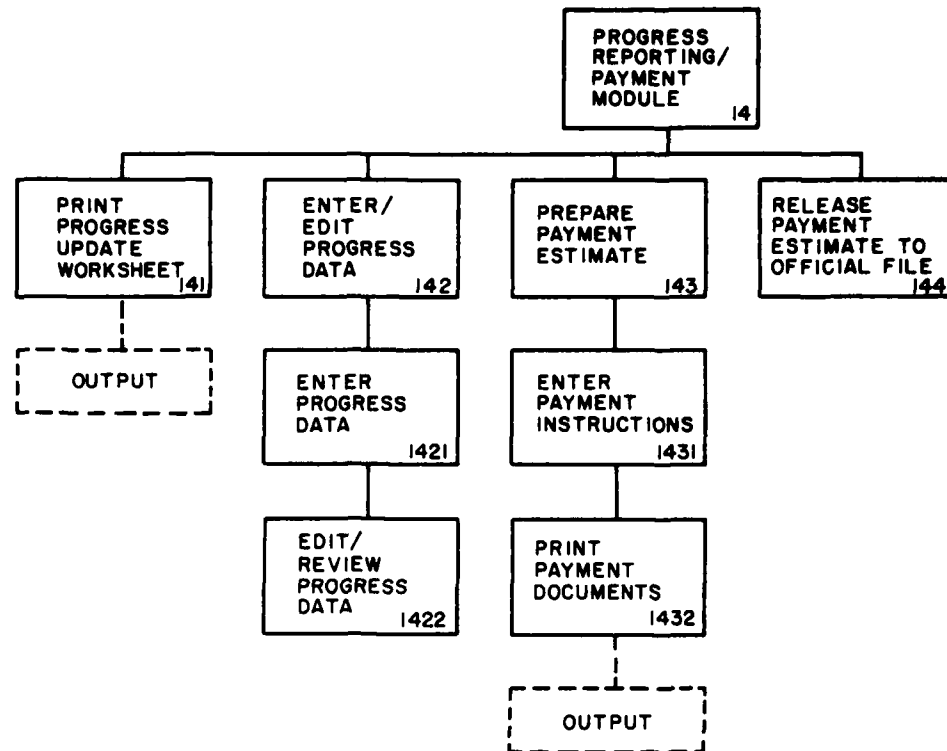 PROGRESS
REPORTING/
PAYMENT
MODULE
14
PRINT
PROGRESS
UPDATE
WORKSHEET
141
ENTER/
EDIT
PROGRESS
DATA
142
PREPARE
PAYMENT
ESTIMATE
143
RELEASE
PAYMENT
ESTIMATE TO
OFFICIAL FILE
144
OUTPUT
ENTER
PROGRESS
DATA
1421
ENTER
PAYMENT
INSTRUCTIONS
1431
EDIT/
REVIEW
PROGRESS
DATA
1422
PRINT
PAYMENT
DOCUMENTS
1432
OUTPUT